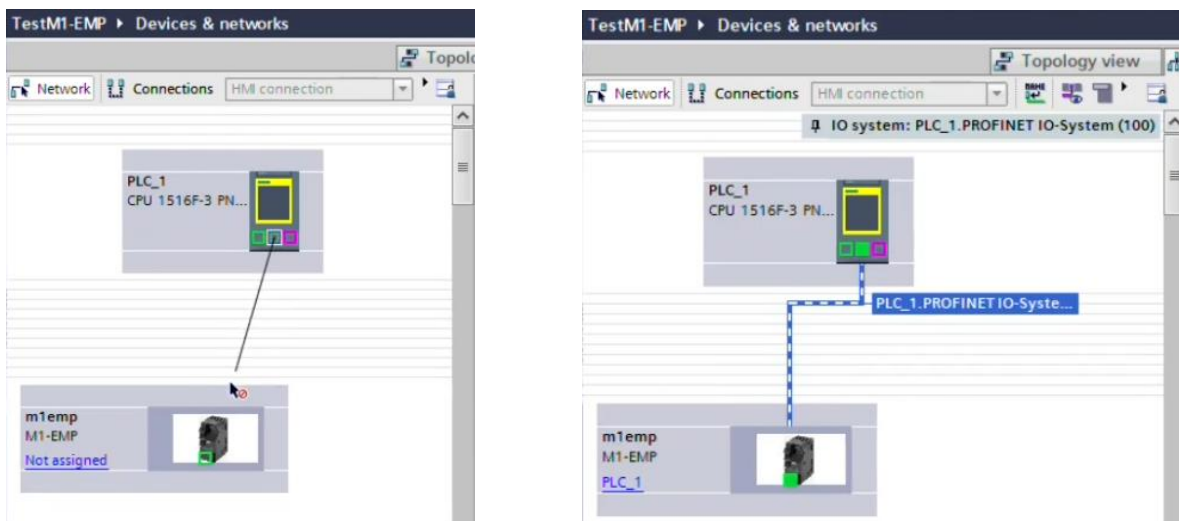 TestM1-EMP ▸ Devices & networks
Topolo
Network
Connections
HMI connection
PLC_1
CPU 1516F-3 PN...
m1emp
M1-EMP
Not assigned
TestM1-EMP ▸ Devices & networks
Topology view
Network
Connections
HMI connection
IO system: PLC_1.PROFINET IO-System (100)
PLC_1
CPU 1516F-3 PN...
PLC_1.PROFINET IO-Syste...
m1emp
M1-EMP
PLC_1